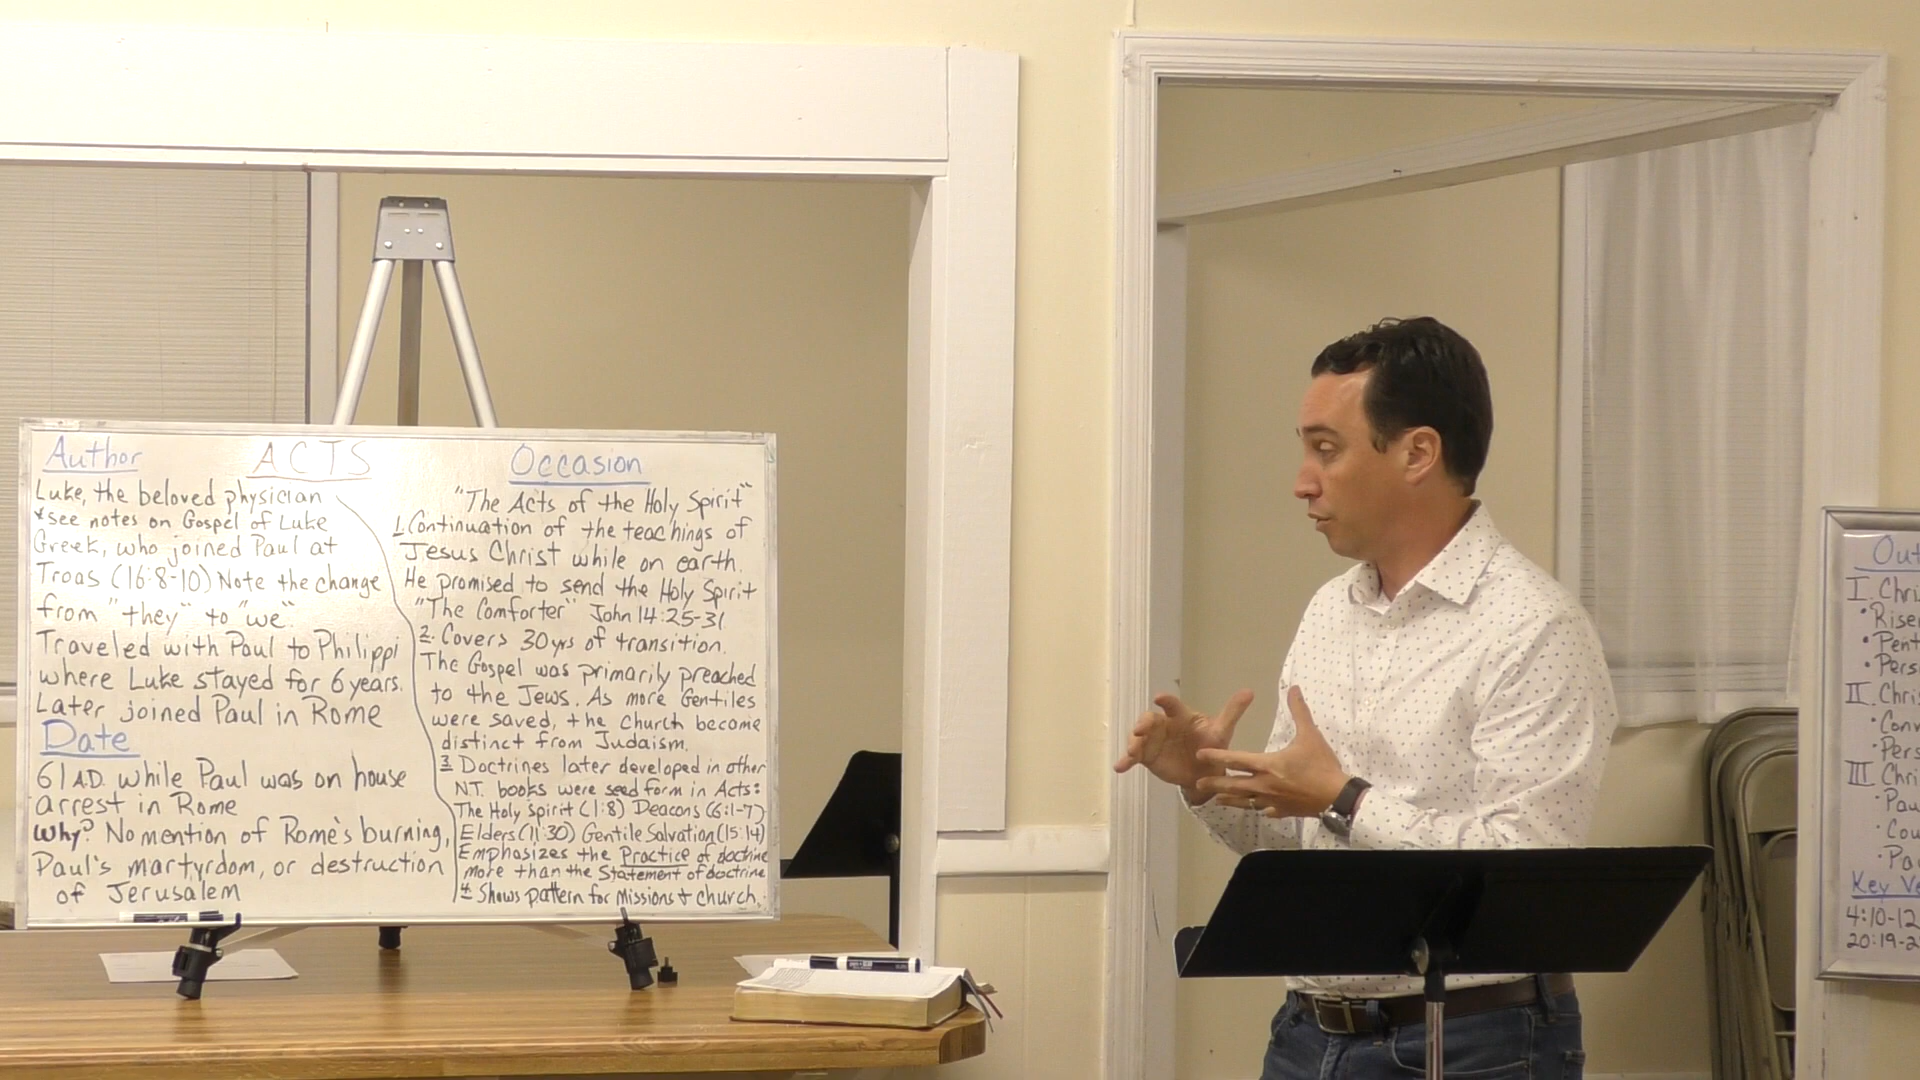 ACTS
Author
Luke, the beloved physician
*see notes on Gospel of Luke
Greek, who joined Paul at
Troas (16:8-10) Note the change
from "they" to "we".
Traveled with Paul to Philippi
where Luke stayed for 6 years.
Later joined Paul in Rome
Date
61 A.D. while Paul was on house
arrest in Rome
Why? No mention of Rome's burning,
Paul's martyrdom, or destruction
of Jerusalem
Occasion
"The Acts of the Holy Spirit"
1. Continuation of the teachings of
Jesus Christ while on earth.
He promised to send the Holy Spirit
"The Comforter" John 14:25-31
2. Covers 30 yrs of transition.
The Gospel was primarily preached
to the Jews. As more Gentiles
were saved, the church become
distinct from Judaism.
3. Doctrines later developed in other
N.T. books were seed form in Acts:
The Holy Spirit (1:8) Deacons (6:1-7)
Elders (11:30) Gentile Salvation (15:14)
Emphasizes the Practice of doctrine
more than the Statement of doctrine
4. Shows pattern for missions + church.
Out
I. Chri
• Rise
• Pent
• Pers
II. Chri
• Conv
• Pers
III. Chri
• Pau
• Cou
• Pa
Key Ve
4:10-12
20:19-2